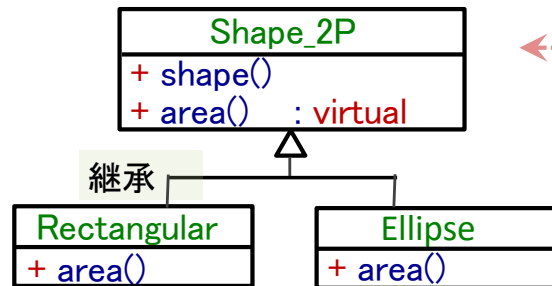 Shape_2P
+ shape()
+ area() : virtual
継承
Rectangular
+ area()
Ellipse
+ area()